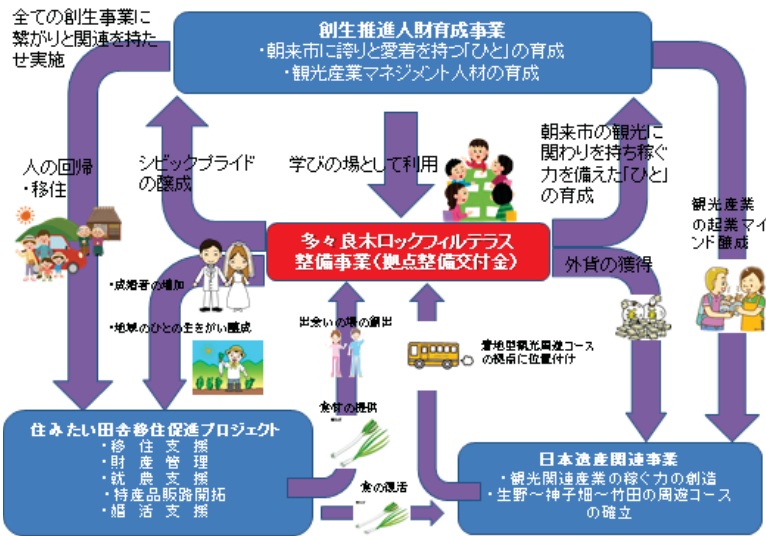 全ての創生事業に
繋がりと関連を持た
せ実施
創生推進人財育成事業
・朝来市に誇りと愛着を持つ「ひと」の育成
・観光産業マネジメント人材の育成
人の回帰
・移住
シビックプライド
の醸成
学びの場として利用
朝来市の観光に
関わりを持ち稼ぐ
力を備えた「ひと」
の育成
観光産業
の起業マイ
ンド醸成
多々良木ロックフィルテラス
整備事業(拠点整備交付金)
外貨の獲得
・成婚者の増加
・地域のひとの生きがい醸成
出会いの場の創出
着地型観光周遊コース
の拠点に位置付け
食材の提供
住みたい田舎移住促進プロジェクト
・移 住 支 援
・財 産 管 理
・就 農 支 援
・特産品販路開拓
・婚 活 支 援
食の復活
日本遺産関連事業
・観光関連産業の稼ぐ力の創造
・生野～神子畑～竹田の周遊コース
の確立